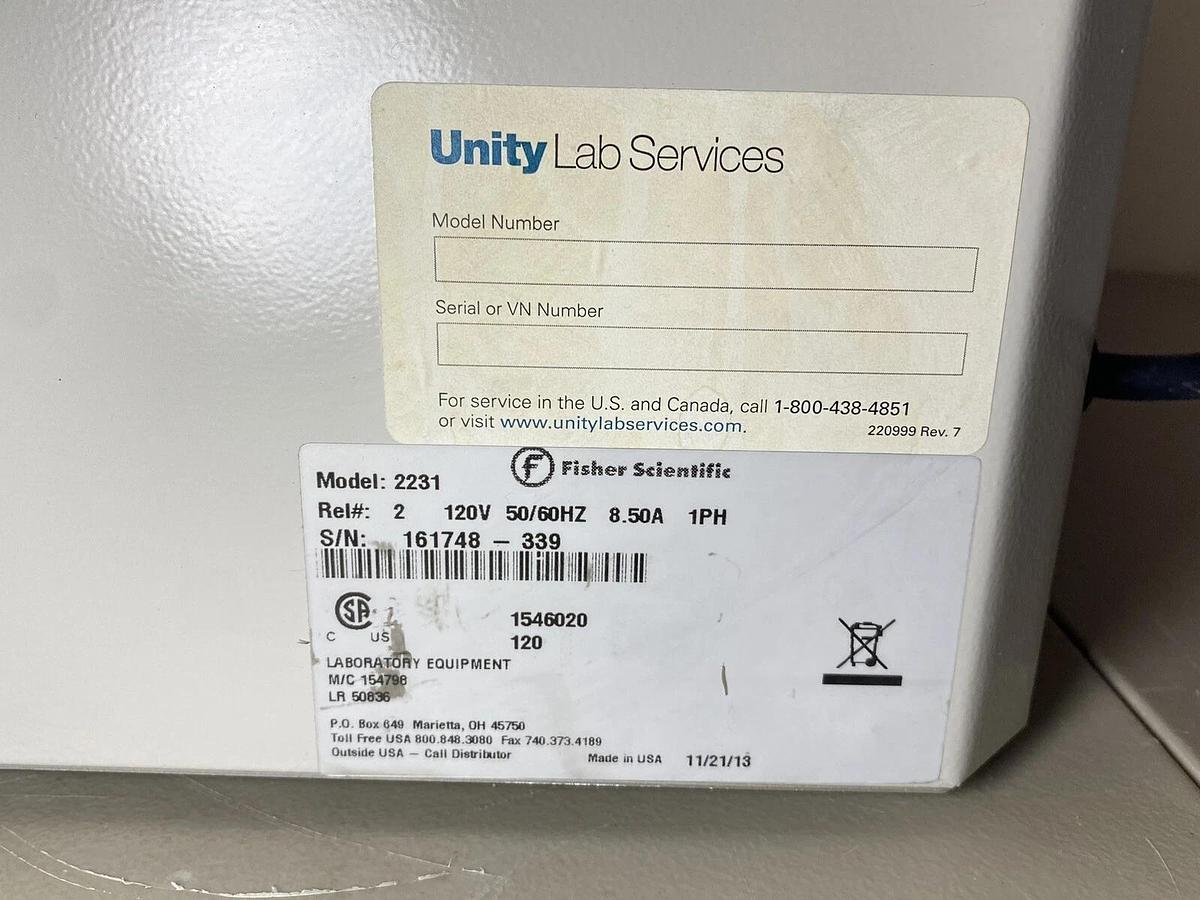 Unity Lab Services
Model Number
Serial or VN Number
For service in the U.S. and Canada, call 1-800-438-4851
or visit www.unitylabservices.com.
220999 Rev. 7
Fisher Scientific
Model: 2231
Rel#: 2 120V 50/60HZ 8.50A 1PH
S/N: 161748 – 339
SA
C US
1546020
120
LABORATORY EQUIPMENT
M/C 154798
LR 50836
P.O. Box 649 Marietta, OH 45750
Toll Free USA 800.848.3080 Fax 740.373.4189
Outside USA – Call Distributor
Made in USA 11/21/13